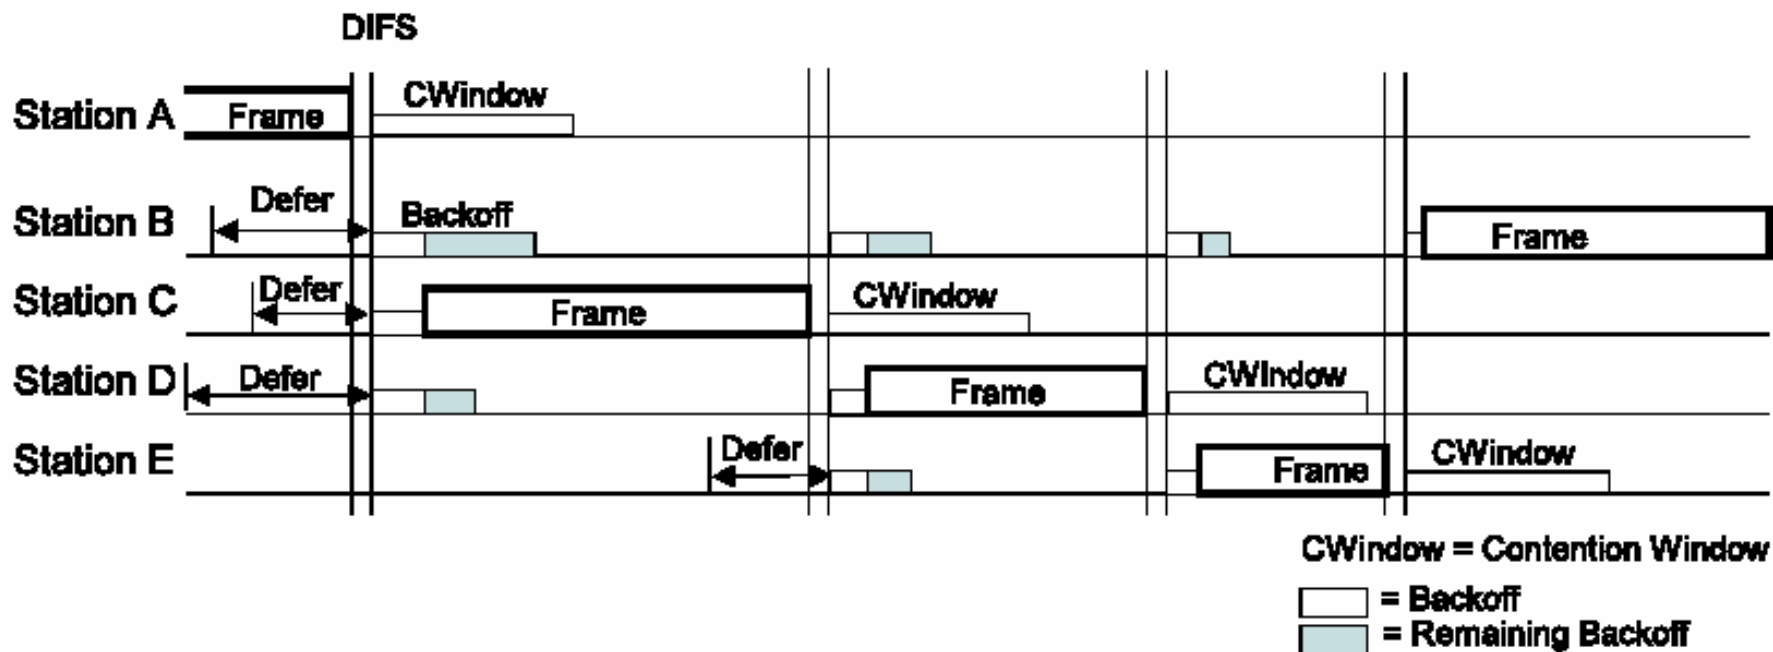 DIFS
Station A
Frame
CWindow
Station B
Defer
Backoff
Frame
Station C
Defer
Frame
CWindow
Station D
Defer
Frame
CWIndow
Station E
Defer
Frame
CWindow
CWindow = Contention Window
= Backoff
= Remaining Backoff